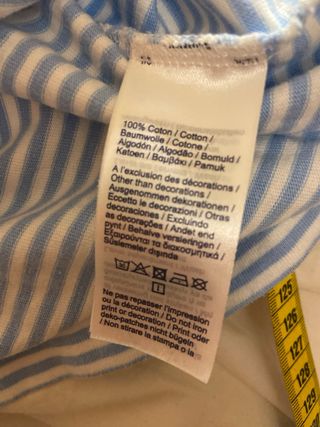 100% Coton / Cotton /
Baumwolle / Cotone /
Algodón / Algodão / Bomuld /
Katoen / Βαμβάκι / Pamuk
A l'exclusion des décorations /
Other than decorations /
Ausgenommen dekorationen /
Eccetto le decorazioni / Otras
decoraciones / Excluindo
as decorações / Andet end
pynt / Behalve versieringen /
Εξαιρούνται τα διακοσμητικά /
Süslemeler dışında
Ne pas repasser l'impression
ou la décoration / Do not iron
print or decoration / Print oder
deko-patches nicht bügeln
/ Non stirare la stampa o la
125
126
127
128
129